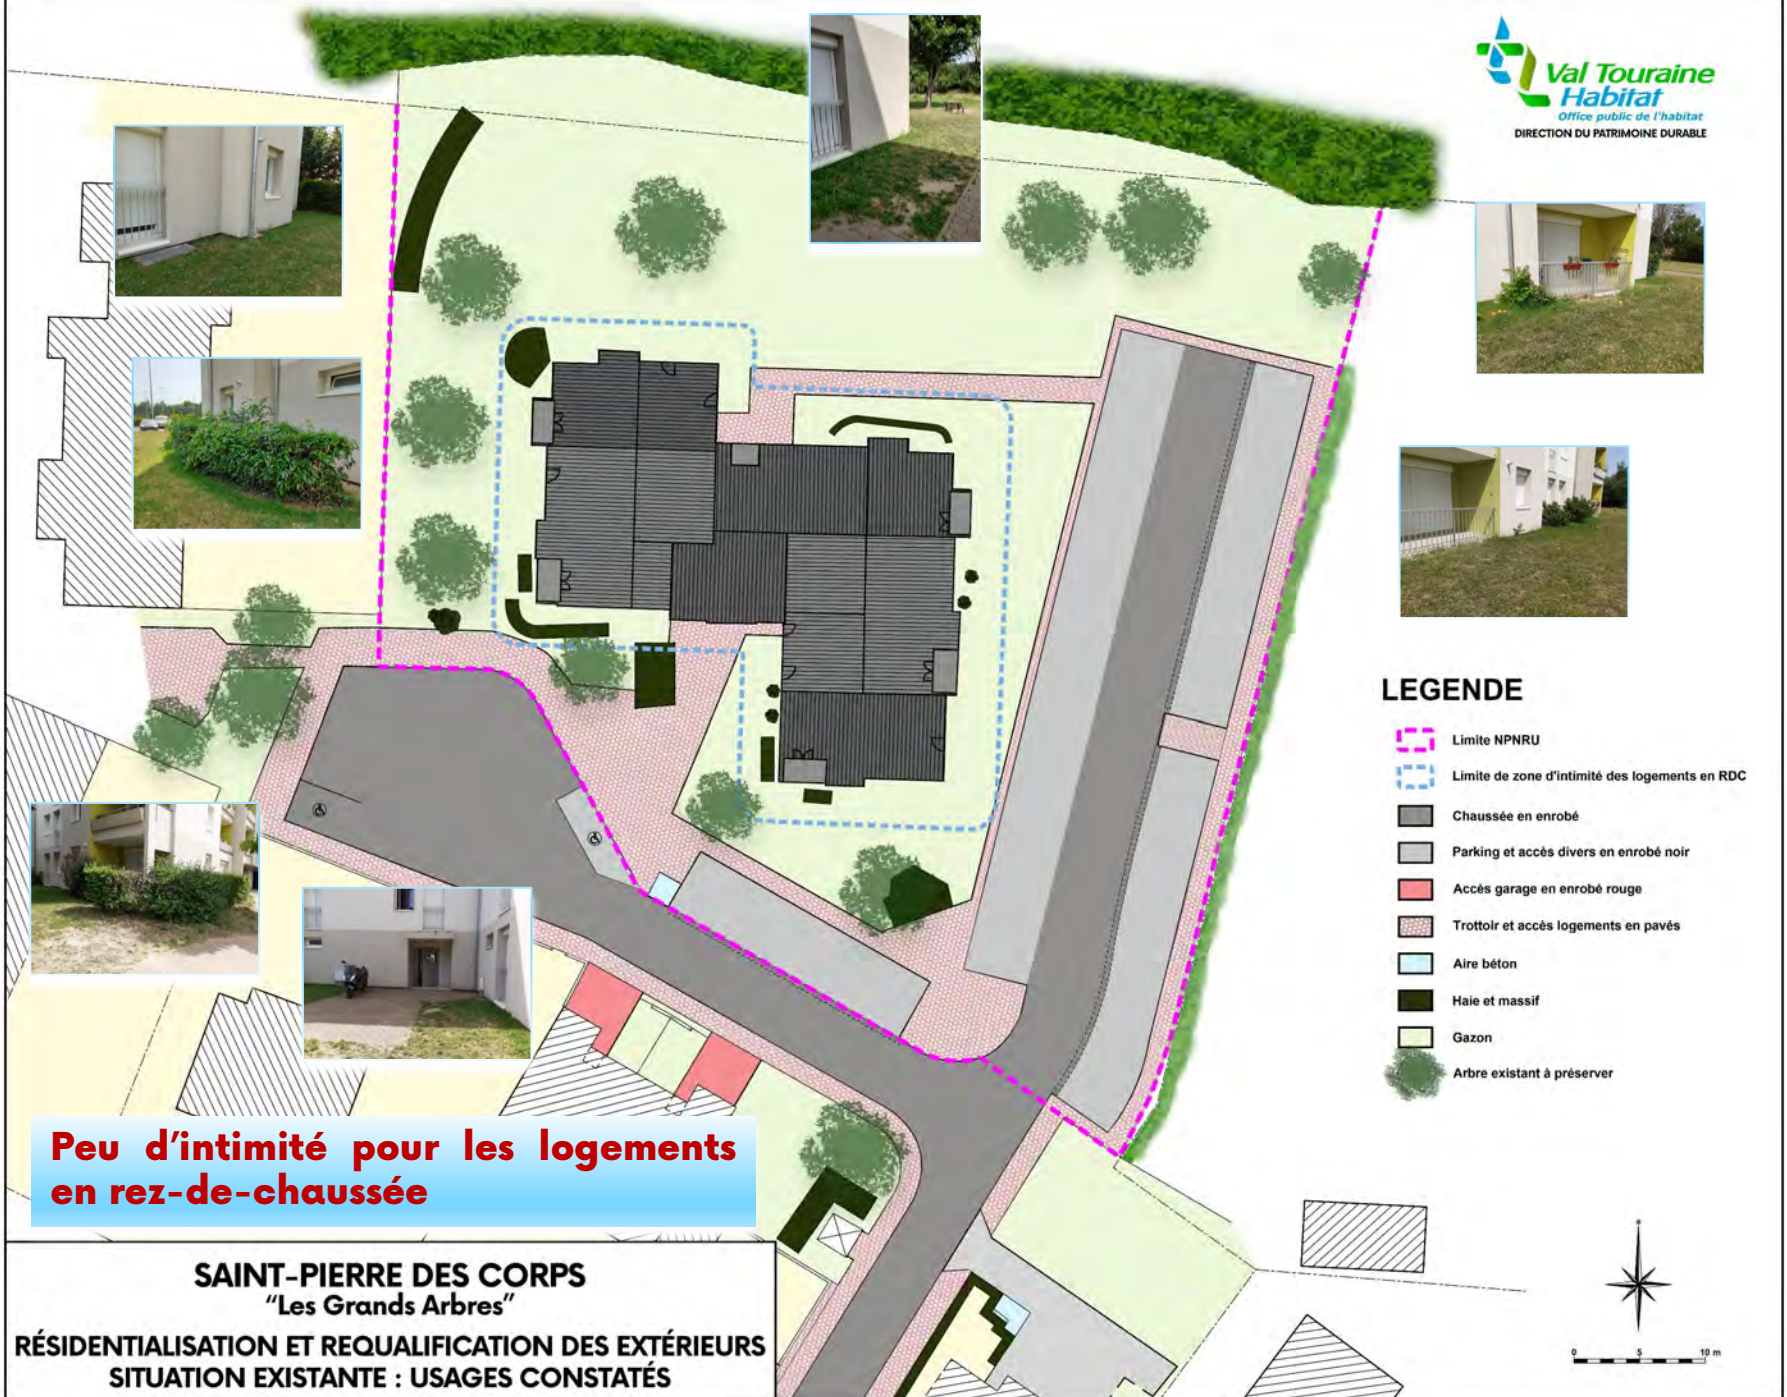 Val Touraine
Habitat
Office public de l'habitat
DIRECTION DU PATRIMOINE DURABLE
LEGENDE
Limite NPNRU
Limite de zone d'intimité des logements en RDC
Chaussée en enrobé
Parking et accès divers en enrobé noir
Accès garage en enrobé rouge
Trottoir et accès logements en pavés
Aire béton
Haie et massif
Gazon
Arbre existant à préserver
Peu d'intimité pour les logements
en rez-de-chaussée
SAINT-PIERRE DES CORPS
"Les Grands Arbres"
RÉSIDENTIALISATION ET REQUALIFICATION DES EXTÉRIEURS
SITUATION EXISTANTE : USAGES CONSTATÉS
0 5 10 m